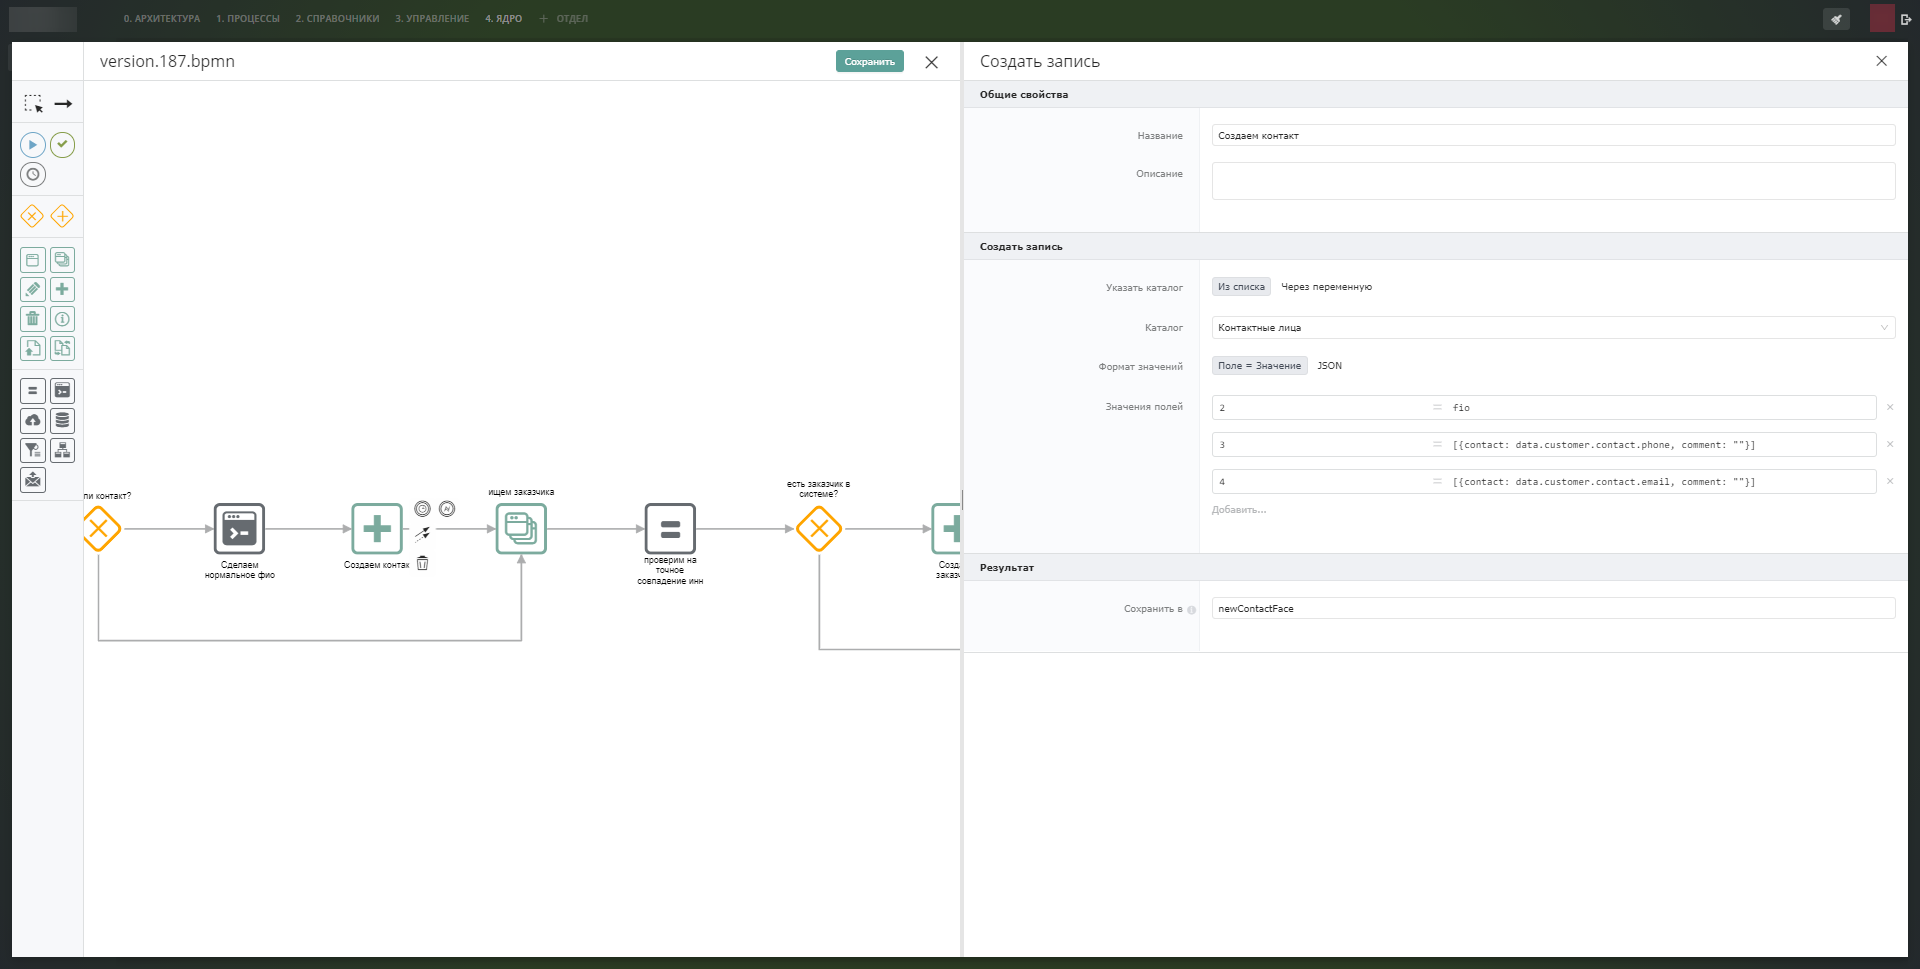 0. АРХИТЕКТУРА 1. ПРОЦЕССЫ 2. СПРАВОЧНИКИ 3. УПРАВЛЕНИЕ 4. ЯДРО + ОТДЕЛ
version.187.bpmn
Сохранить
ли контакт?
Сделаем
нормальное фио
Создаем контак
ищем заказчика
проверим на
точное
совпадение инн
есть заказчик в
системе?
Созд
заказч
Создать запись
Общие свойства
Название
Создаем контакт
Описание
Создать запись
Указать каталог
Из списка Через переменную
Каталог
Контактные лица
Формат значений
Поле = Значение JSON
Значения полей
2 = fio
3 = [{contact: data.customer.contact.phone, comment: ""}]
4 = [{contact: data.customer.contact.email, comment: ""}]
Добавить...
Результат
Сохранить в
newContactFace